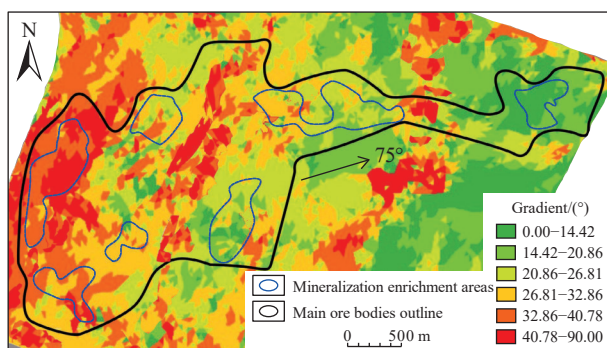 N
75°
Gradient/(°)
0.00−14.42
14.42−20.86
20.86−26.81
26.81−32.86
32.86−40.78
40.78−90.00
Mineralization enrichment areas
Main ore bodies outline
0 500 m